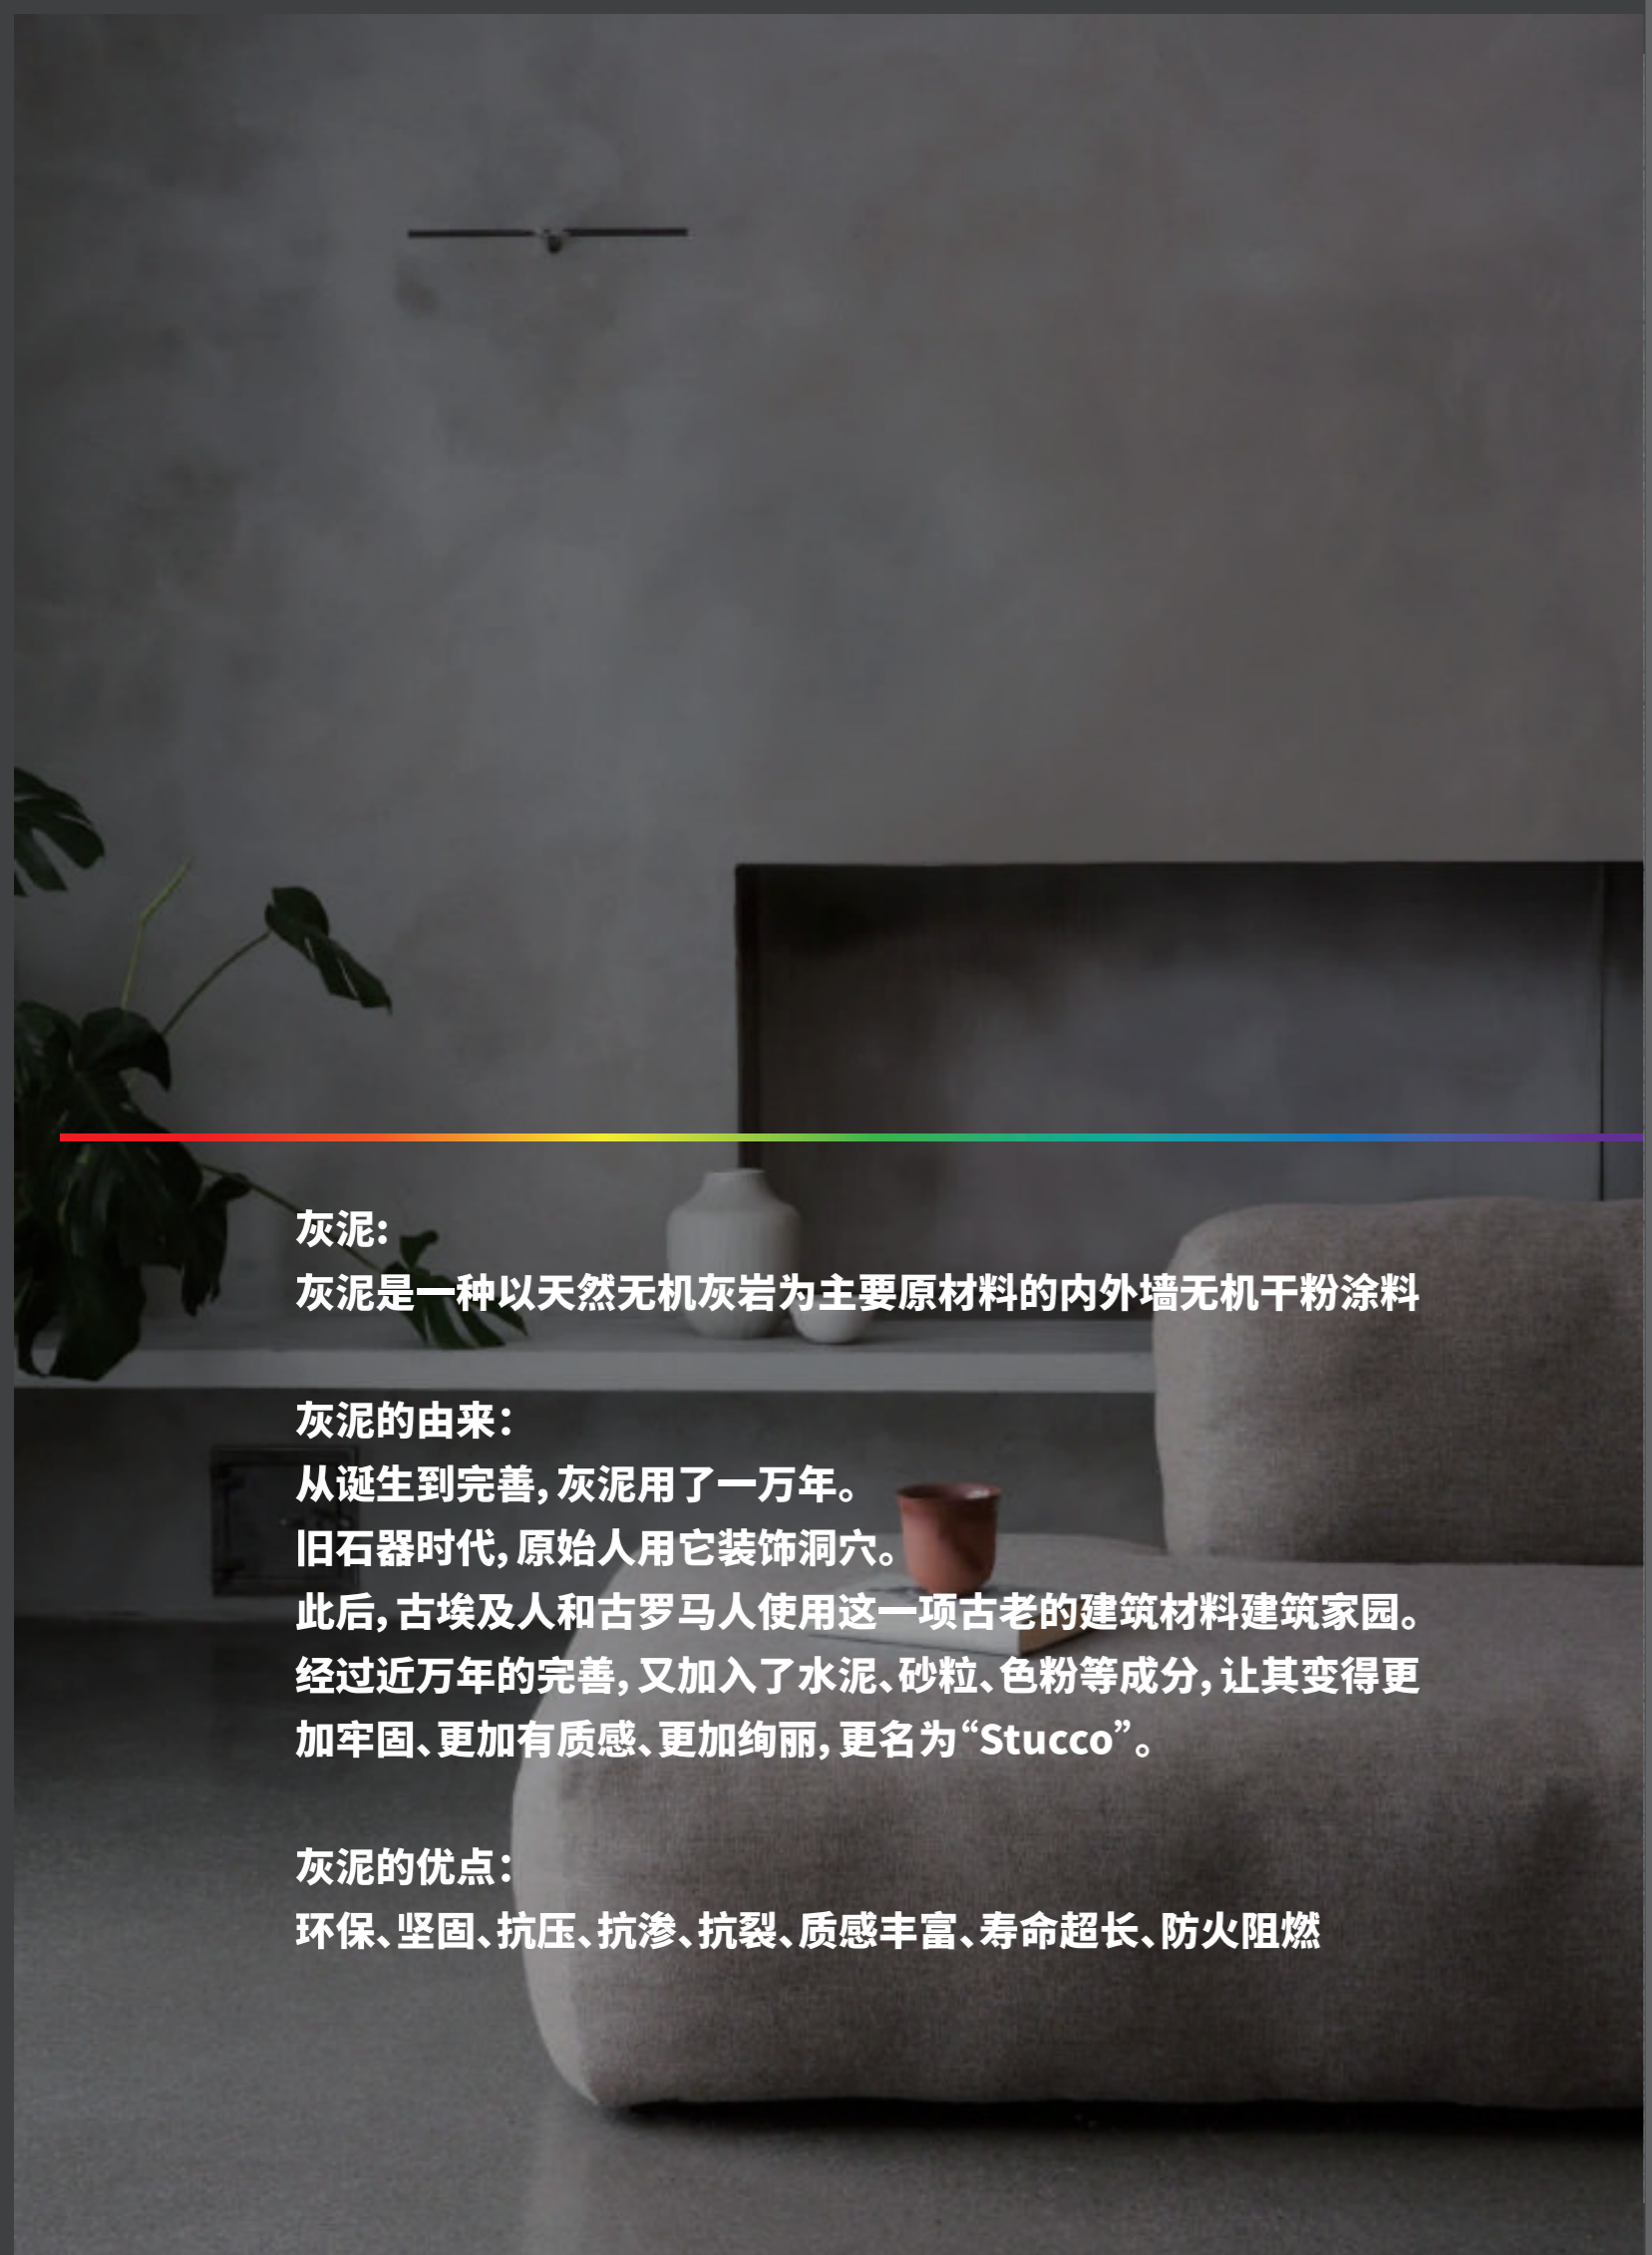 灰泥:
灰泥是一种以天然无机灰岩为主要原材料的内外墙无机干粉涂料
灰泥的由来：
从诞生到完善，灰泥用了一万年。
旧石器时代，原始人用它装饰洞穴。
此后，古埃及人和古罗马人使用这一项古老的建筑材料建筑家园。
经过近万年的完善，又加入了水泥、砂粒、色粉等成分，让其变得更
加牢固、更加有质感、更加绚丽，更名为“Stucco”。
灰泥的优点：
环保、坚固、抗压、抗渗、抗裂、质感丰富、寿命超长、防火阻燃